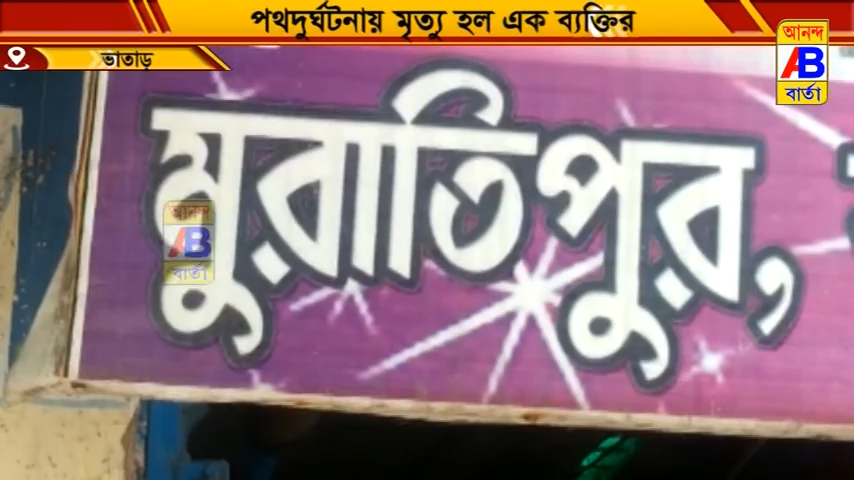 পথদুর্ঘটনায় মৃত্যু হল এক ব্যক্তির
ভাতাড়
আনন্দ
AB
বার্তা
মুরাতিপুর,
আনন্দ
AB
বার্তা